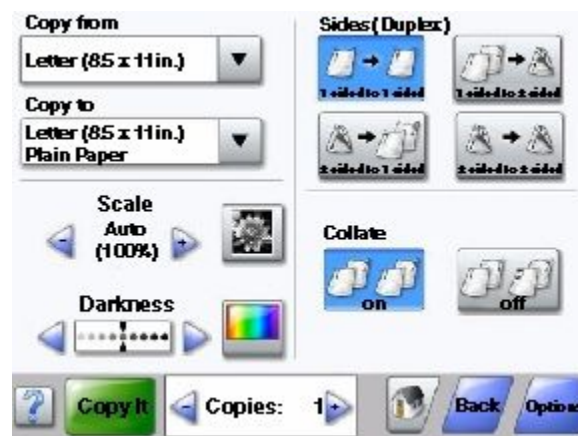 Copy from
Letter (8.5 x 11 in.)
Copy to
Letter (8.5 x 11 in.)
Plain Paper
Scale
Auto
(100%)
Darkness
Sides (Duplex)
1 sided to 1 sided
1 sided to 2 sided
2 sided to 1 sided
2 sided to 2 sided
Collate
on
off
?
Copy It
Copies: 1
Back
Options